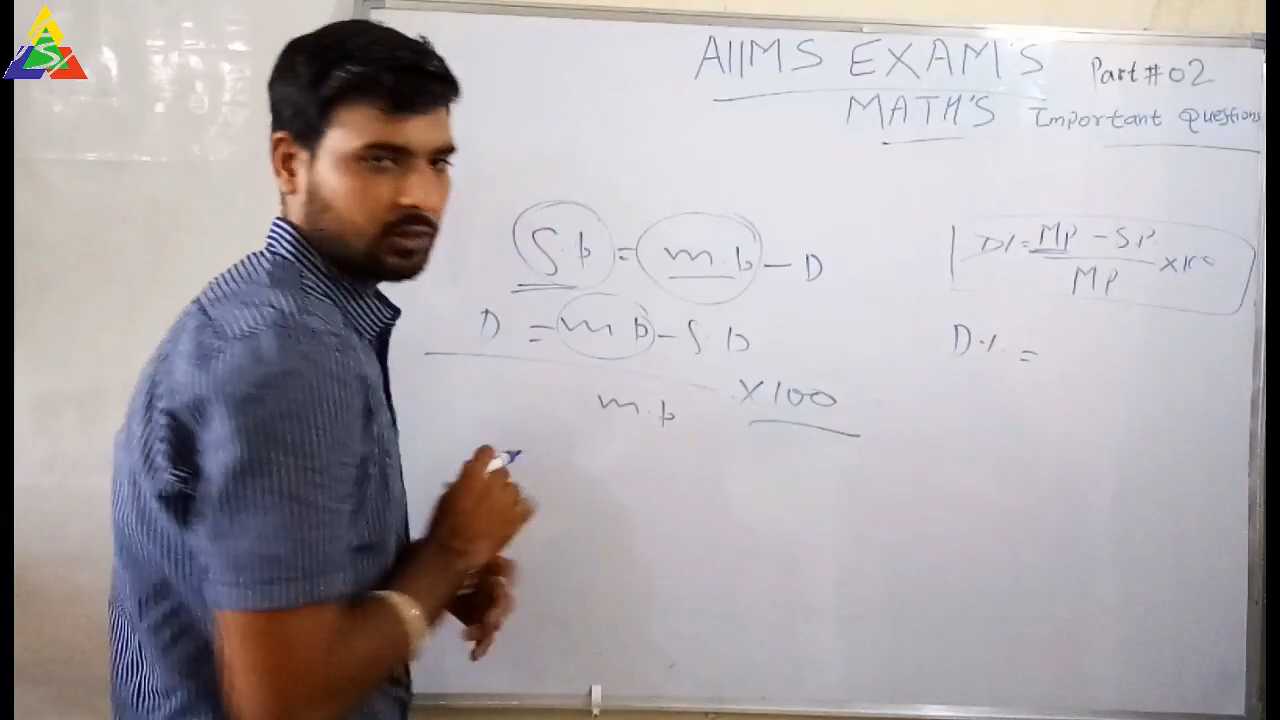 AIIMS EXAM'S Part # 02
MATH'S Important Questions
S.p = m.p - D
D = m p - S.p
m.p × 100
D% = MP - SP
MP × 100
D% =